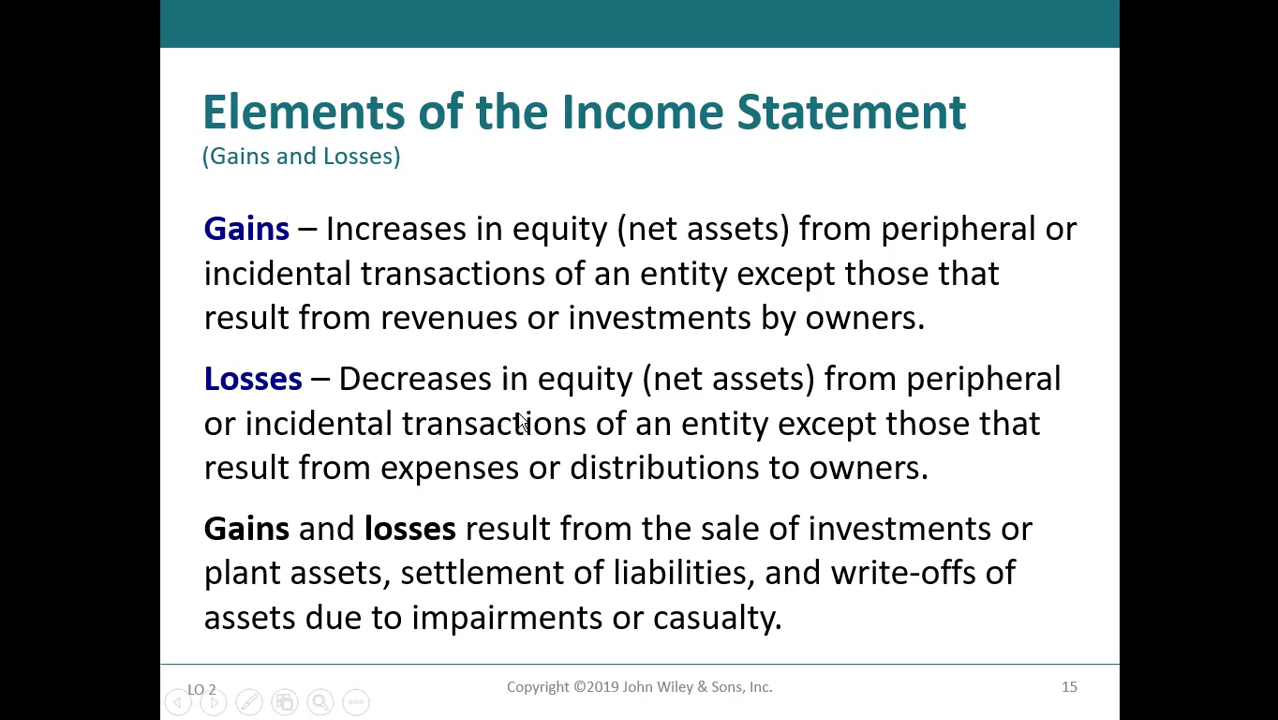 Elements of the Income Statement
(Gains and Losses)
Gains – Increases in equity (net assets) from peripheral or
incidental transactions of an entity except those that
result from revenues or investments by owners.
Losses – Decreases in equity (net assets) from peripheral
or incidental transactions of an entity except those that
result from expenses or distributions to owners.
Gains and losses result from the sale of investments or
plant assets, settlement of liabilities, and write-offs of
assets due to impairments or casualty.
LO 2
Copyright ©2019 John Wiley & Sons, Inc.
15